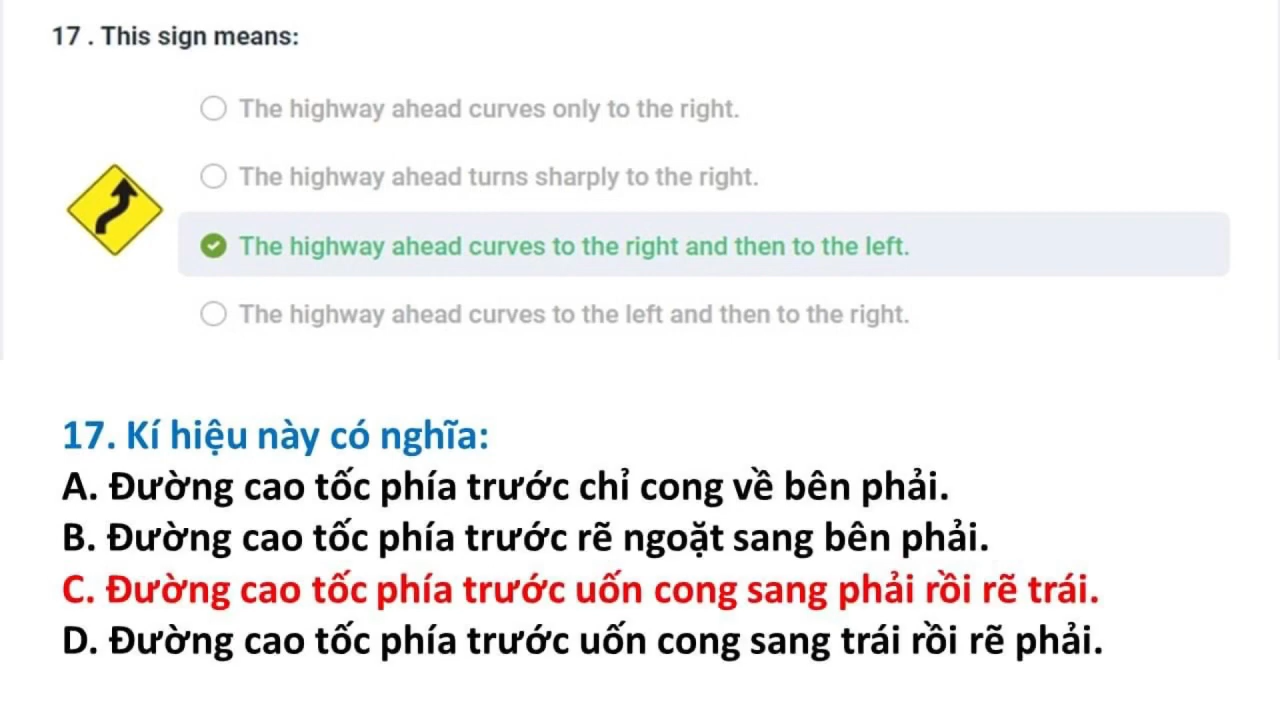 17 . This sign means:
The highway ahead curves only to the right.
The highway ahead turns sharply to the right.
The highway ahead curves to the right and then to the left.
The highway ahead curves to the left and then to the right.
17. Kí hiệu này có nghĩa:
A. Đường cao tốc phía trước chỉ cong về bên phải.
B. Đường cao tốc phía trước rẽ ngoặt sang bên phải.
C. Đường cao tốc phía trước uốn cong sang phải rồi rẽ trái.
D. Đường cao tốc phía trước uốn cong sang trái rồi rẽ phải.